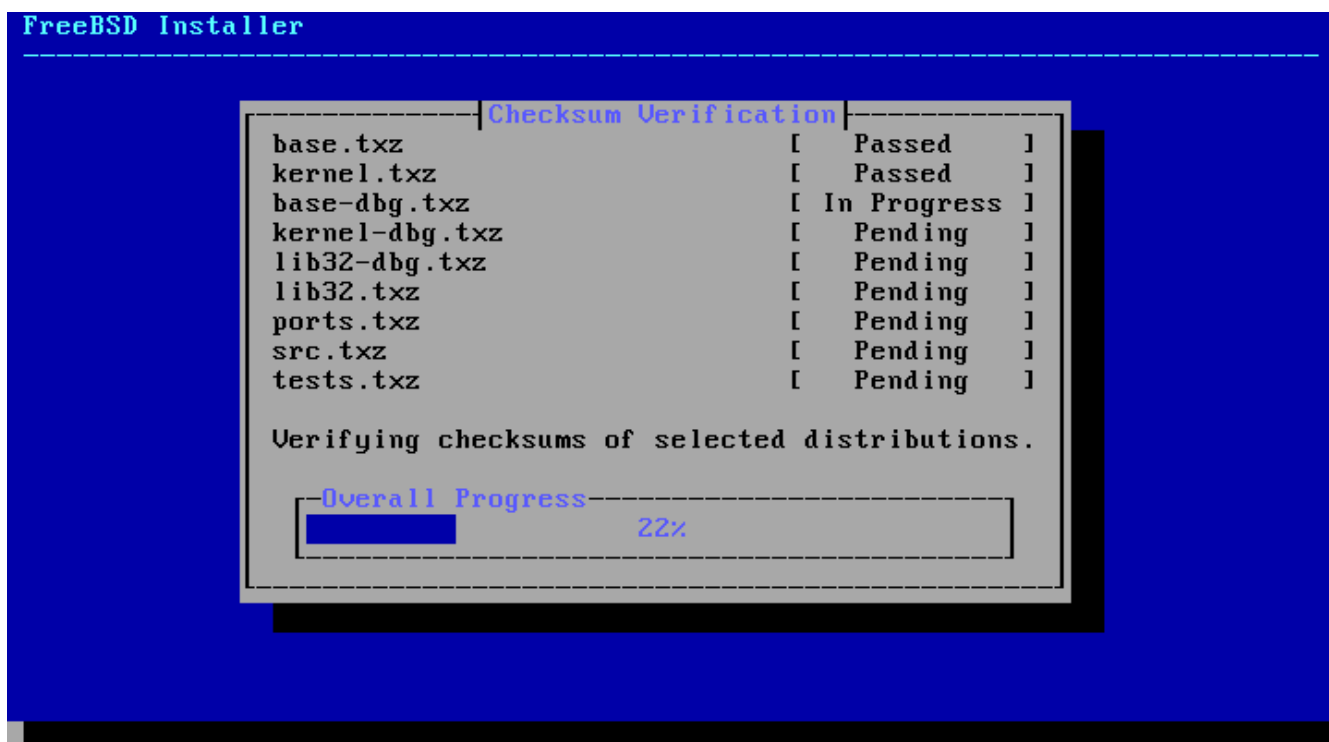 FreeBSD Installer
Checksum Verification
base.txz [ Passed ]
kernel.txz [ Passed ]
base-dbg.txz [ In Progress ]
kernel-dbg.txz [ Pending ]
lib32-dbg.txz [ Pending ]
lib32.txz [ Pending ]
ports.txz [ Pending ]
src.txz [ Pending ]
tests.txz [ Pending ]
Verifying checksums of selected distributions.
Overall Progress
22%